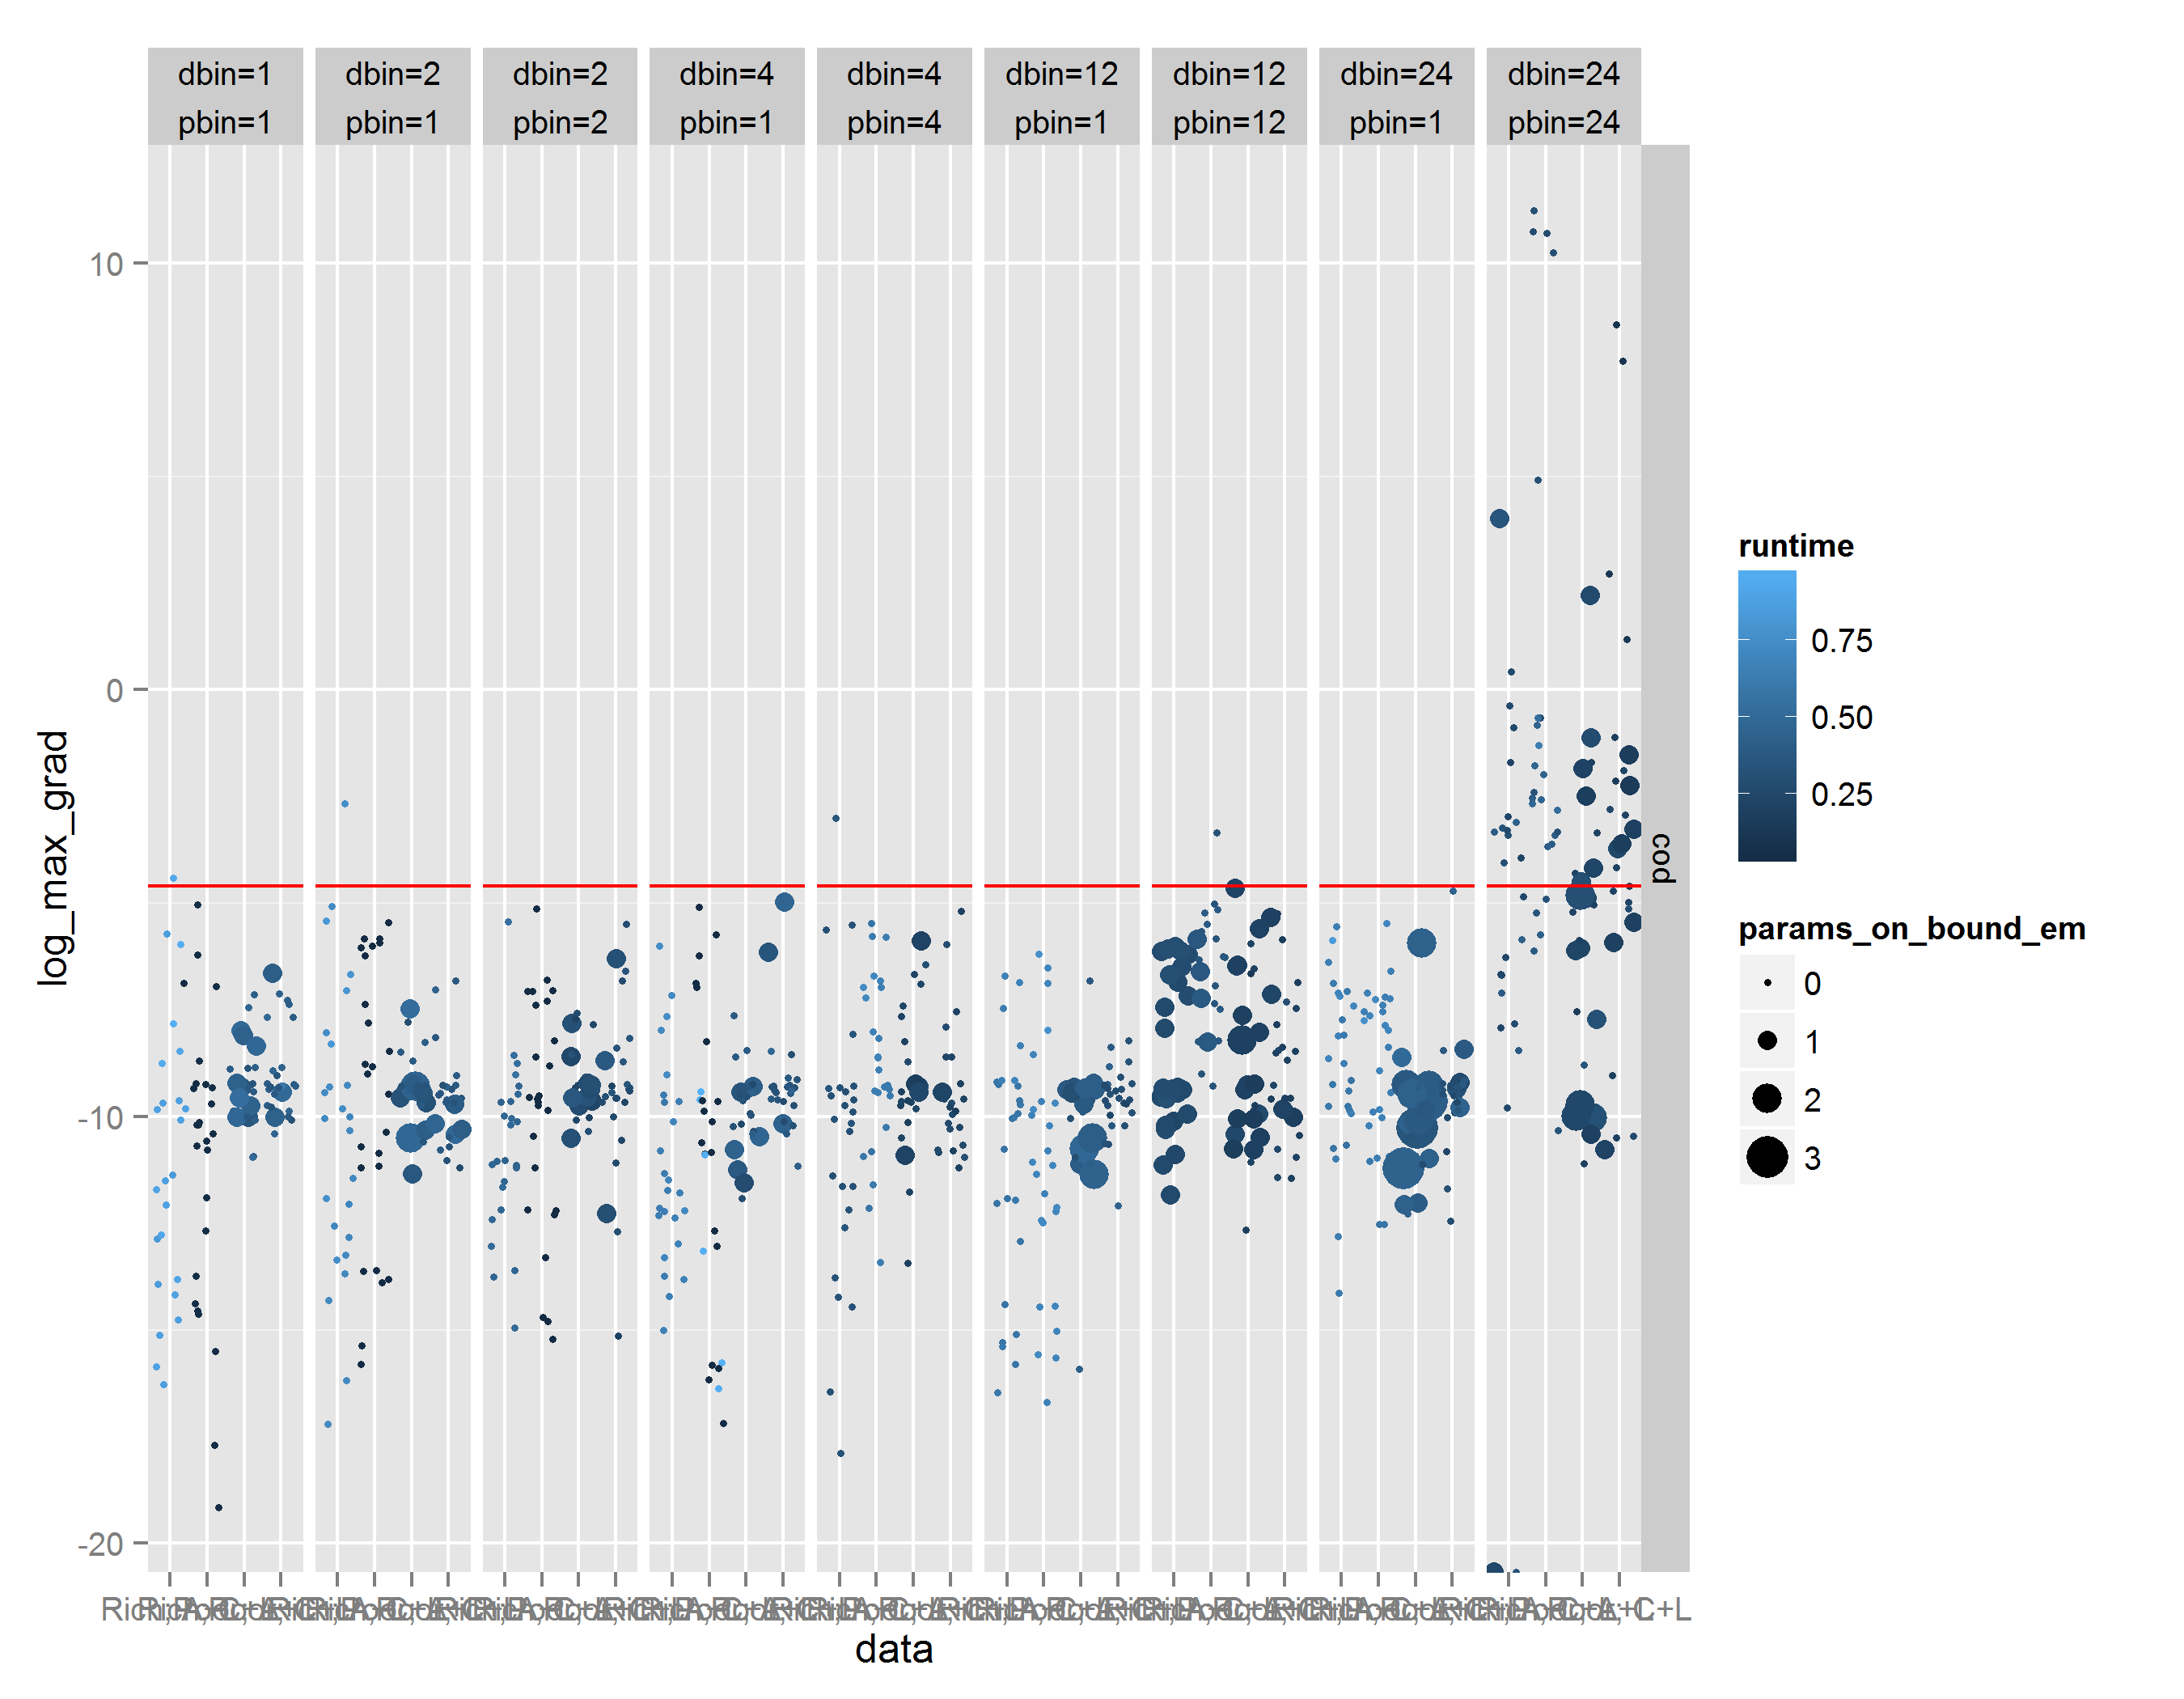 dbin=1 dbin=2 dbin=2 dbin=4 dbin=4 dbin=12 dbin=12 dbin=24 dbin=24
pbin=1 pbin=1 pbin=2 pbin=1 pbin=4 pbin=1 pbin=12 pbin=1 pbin=24
10
0
-10
-20
log_max_grad
cod
data
runtime
0.75
0.50
0.25
params_on_bound_em
0
1
2
3